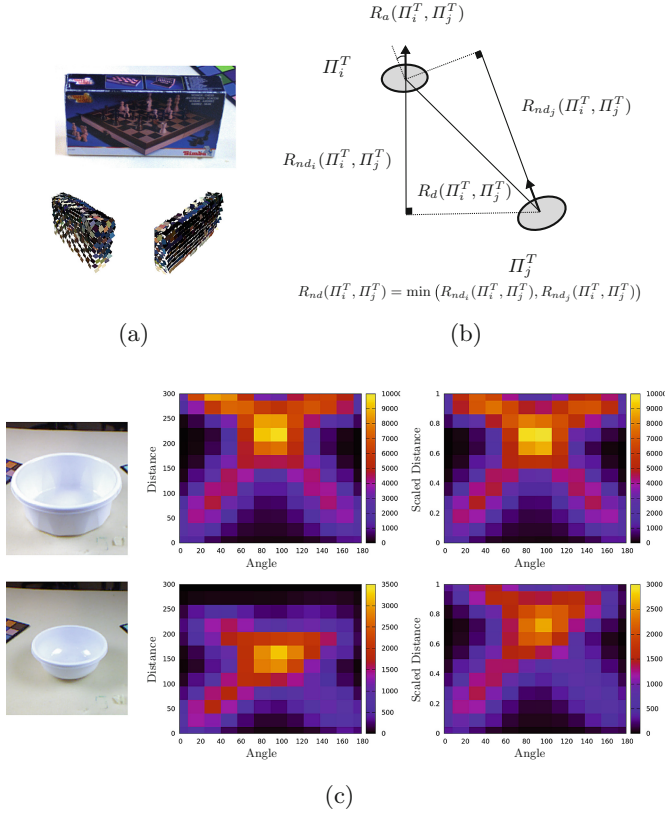 R_a(Π_i^T, Π_j^T)
Π_i^T
R_{nd_j}(Π_i^T, Π_j^T)
R_{nd_i}(Π_i^T, Π_j^T)
R_d(Π_i^T, Π_j^T)
Π_j^T
R_{nd}(Π_i^T, Π_j^T) = min (R_{nd_i}(Π_i^T, Π_j^T), R_{nd_j}(Π_i^T, Π_j^T))
Simba
(a)
(b)
300
250
200
150
100
50
0
Distance
0 20 40 60 80 100 120 140 160 180
Angle
10000
9000
8000
7000
6000
5000
4000
3000
2000
1000
0
1
0.8
0.6
0.4
0.2
0
Scaled Distance
0 20 40 60 80 100 120 140 160 180
Angle
10000
9000
8000
7000
6000
5000
4000
3000
2000
1000
0
300
250
200
150
100
50
0
Distance
0 20 40 60 80 100 120 140 160 180
Angle
3500
3000
2500
2000
1500
1000
500
0
1
0.8
0.6
0.4
0.2
0
Scaled Distance
0 20 40 60 80 100 120 140 160 180
Angle
3000
2500
2000
1500
1000
500
0
(c)